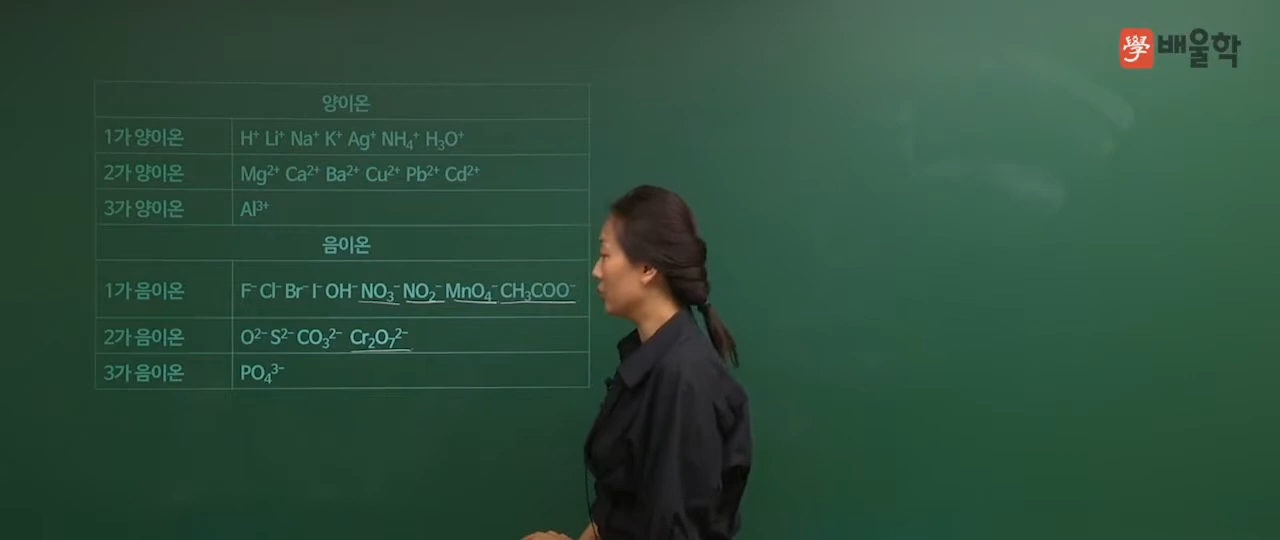 學 배울학
양이온
1가 양이온 H⁺ Li⁺ Na⁺ K⁺ Ag⁺ NH₄⁺ H₃O⁺
2가 양이온 Mg²⁺ Ca²⁺ Ba²⁺ Cu²⁺ Pb²⁺ Cd²⁺
3가 양이온 Al³⁺
음이온
1가 음이온 F⁻ Cl⁻ Br⁻ I⁻ OH⁻ NO₃⁻ NO₂⁻ MnO₄⁻ CH₃COO⁻
2가 음이온 O²⁻ S²⁻ CO₃²⁻ Cr₂O₇²⁻
3가 음이온 PO₄³⁻